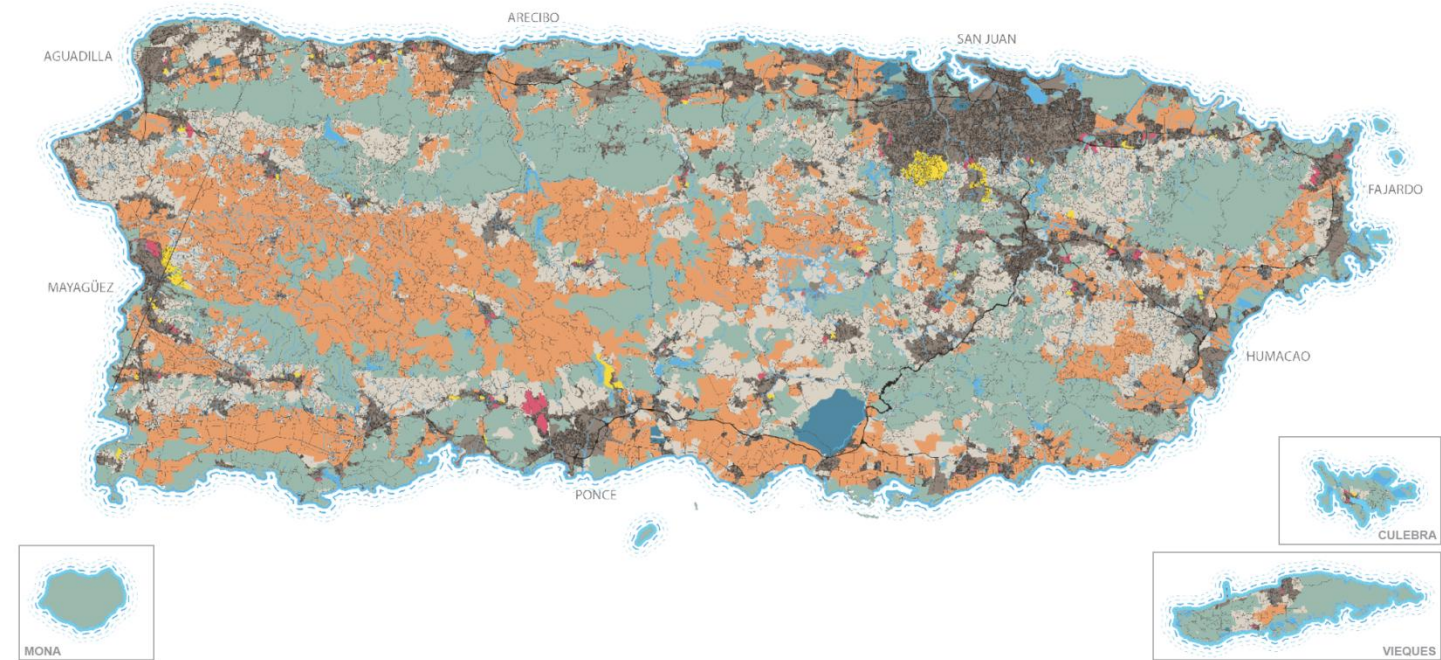 ARECIBO
SAN JUAN
AGUADILLA
FAJARDO
MAYAGÜEZ
HUMACAO
PONCE
CULEBRA
MONA
VIEQUES